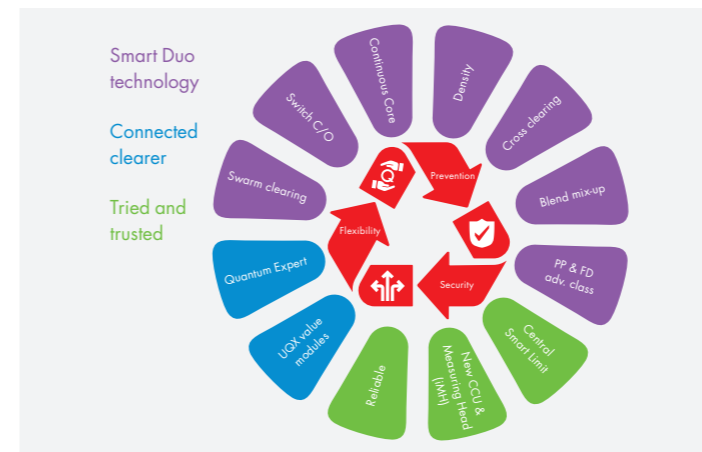 Smart Duo
technology
Connected
clearer
Tried and
trusted
Continuous Core
Density
Cross clearing
Blend mix-up
PP & FD
adv. class
Central
Smart Limit
New CCU &
Measuring Head
(iMH)
Reliable
UQX value
modules
Quantum Expert
Swarm clearing
Switch C/O
Q
Prevention
Security
Flexibility